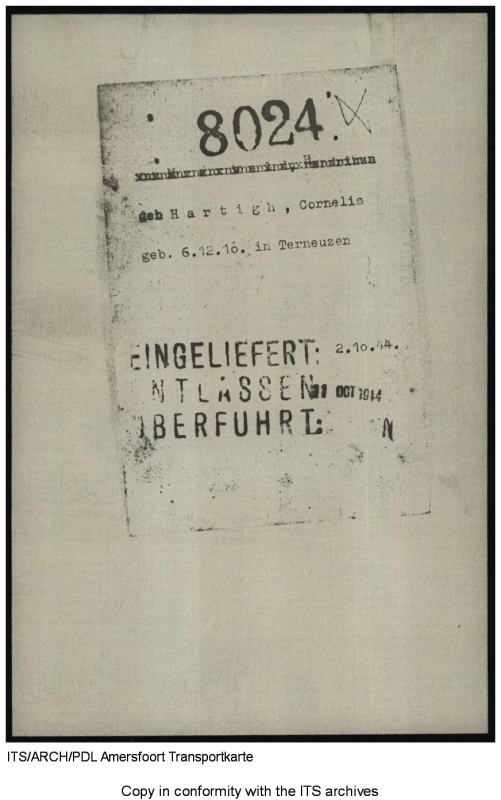 8024.
geb Hartigh, Cornelis
geb. 6.12.10. in Terneuzen
EINGELIEFERT: 2.10.44.
NTLASSEN 11 OCT 1944
BERFUHRT: N
ITS/ARCH/PDL Amersfoort Transportkarte
Copy in conformity with the ITS archives